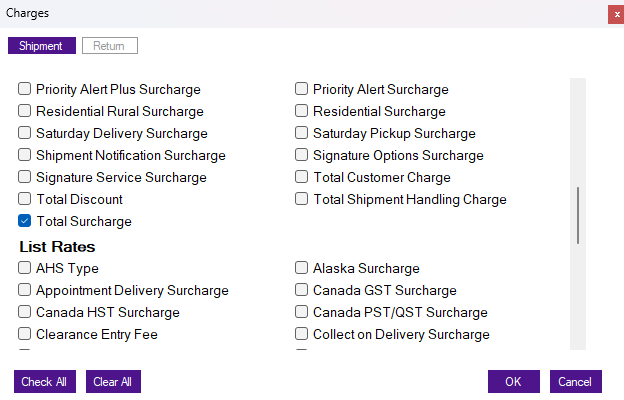 Charges
x
Shipment Return
Priority Alert Plus Surcharge Priority Alert Surcharge
Residential Rural Surcharge Residential Surcharge
Saturday Delivery Surcharge Saturday Pickup Surcharge
Shipment Notification Surcharge Signature Options Surcharge
Signature Service Surcharge Total Customer Charge
Total Discount Total Shipment Handling Charge
Total Surcharge
List Rates
AHS Type Alaska Surcharge
Appointment Delivery Surcharge Canada GST Surcharge
Canada HST Surcharge Canada PST/QST Surcharge
Clearance Entry Fee Collect on Delivery Surcharge
Check All Clear All OK Cancel